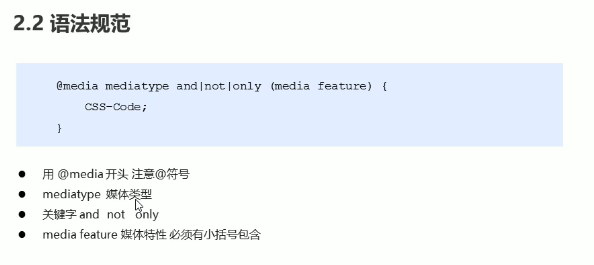 2.2 语法规范
@media mediatype and|not|only (media feature) {
CSS-Code;
}
● 用 @media 开头 注意@符号
● mediatype 媒体类型
● 关键字 and not only
● media feature 媒体特性 必须有小括号包含